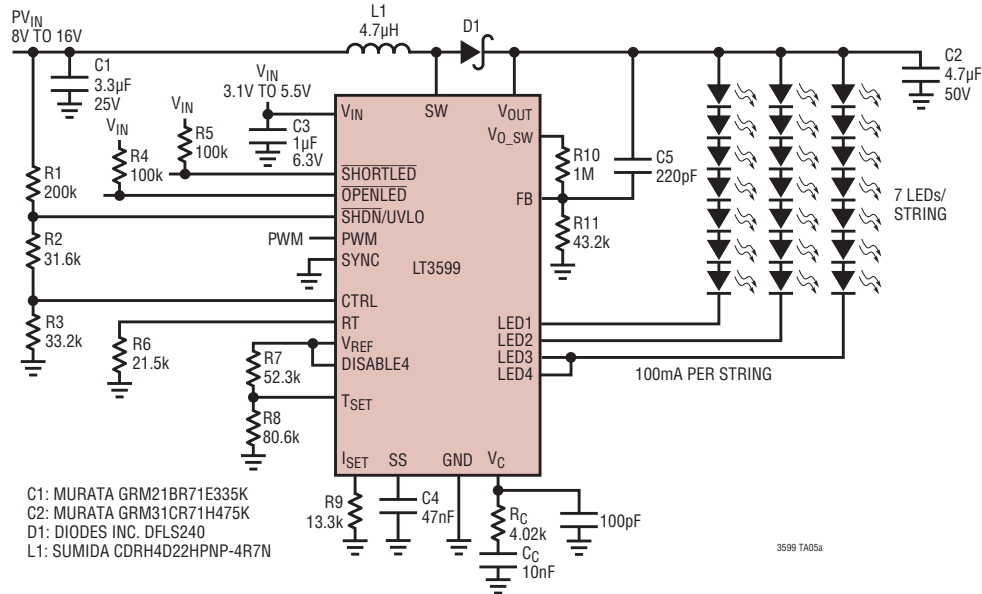 PVIN
8V TO 16V
L1
4.7µH
D1
C1
3.3µF
25V
VIN
3.1V TO 5.5V
C3
1µF
6.3V
VIN
R5
100k
VIN
R4
100k
R1
200k
R2
31.6k
R3
33.2k
R6
21.5k
R7
52.3k
R8
80.6k
PWM
VIN
SW
VOUT
VO_SW
SHORTLED
OPENLED
SHDN/UVLO
PWM
SYNC
LT3599
FB
CTRL
RT
VREF
DISABLE4
TSET
ISET
SS
GND
VC
LED1
LED2
LED3
LED4
R10
1M
C5
220pF
R11
43.2k
C2
4.7µF
50V
7 LEDs/
STRING
100mA PER STRING
R9
13.3k
C4
47nF
RC
4.02k
CC
10nF
100pF
C1: MURATA GRM21BR71E335K
C2: MURATA GRM31CR71H475K
D1: DIODES INC. DFLS240
L1: SUMIDA CDRH4D22HPNP-4R7N
3599 TA05a